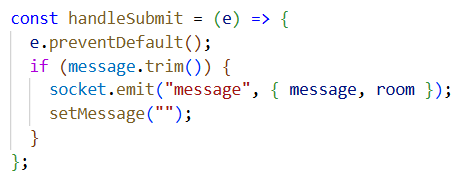 const handleSubmit = (e) => {
  e.preventDefault();
  if (message.trim()) {
    socket.emit("message", { message, room });
    setMessage("");
  }
};